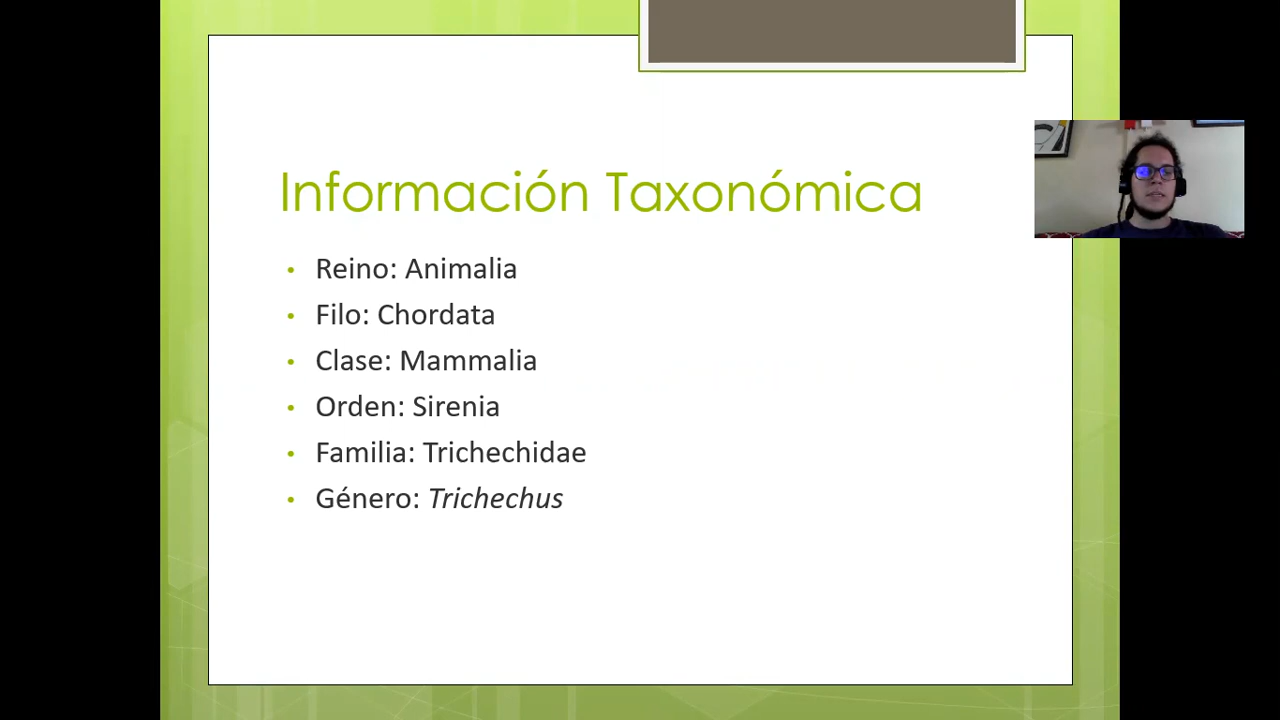 Información Taxonómica
• Reino: Animalia
• Filo: Chordata
• Clase: Mammalia
• Orden: Sirenia
• Familia: Trichechidae
• Género: Trichechus